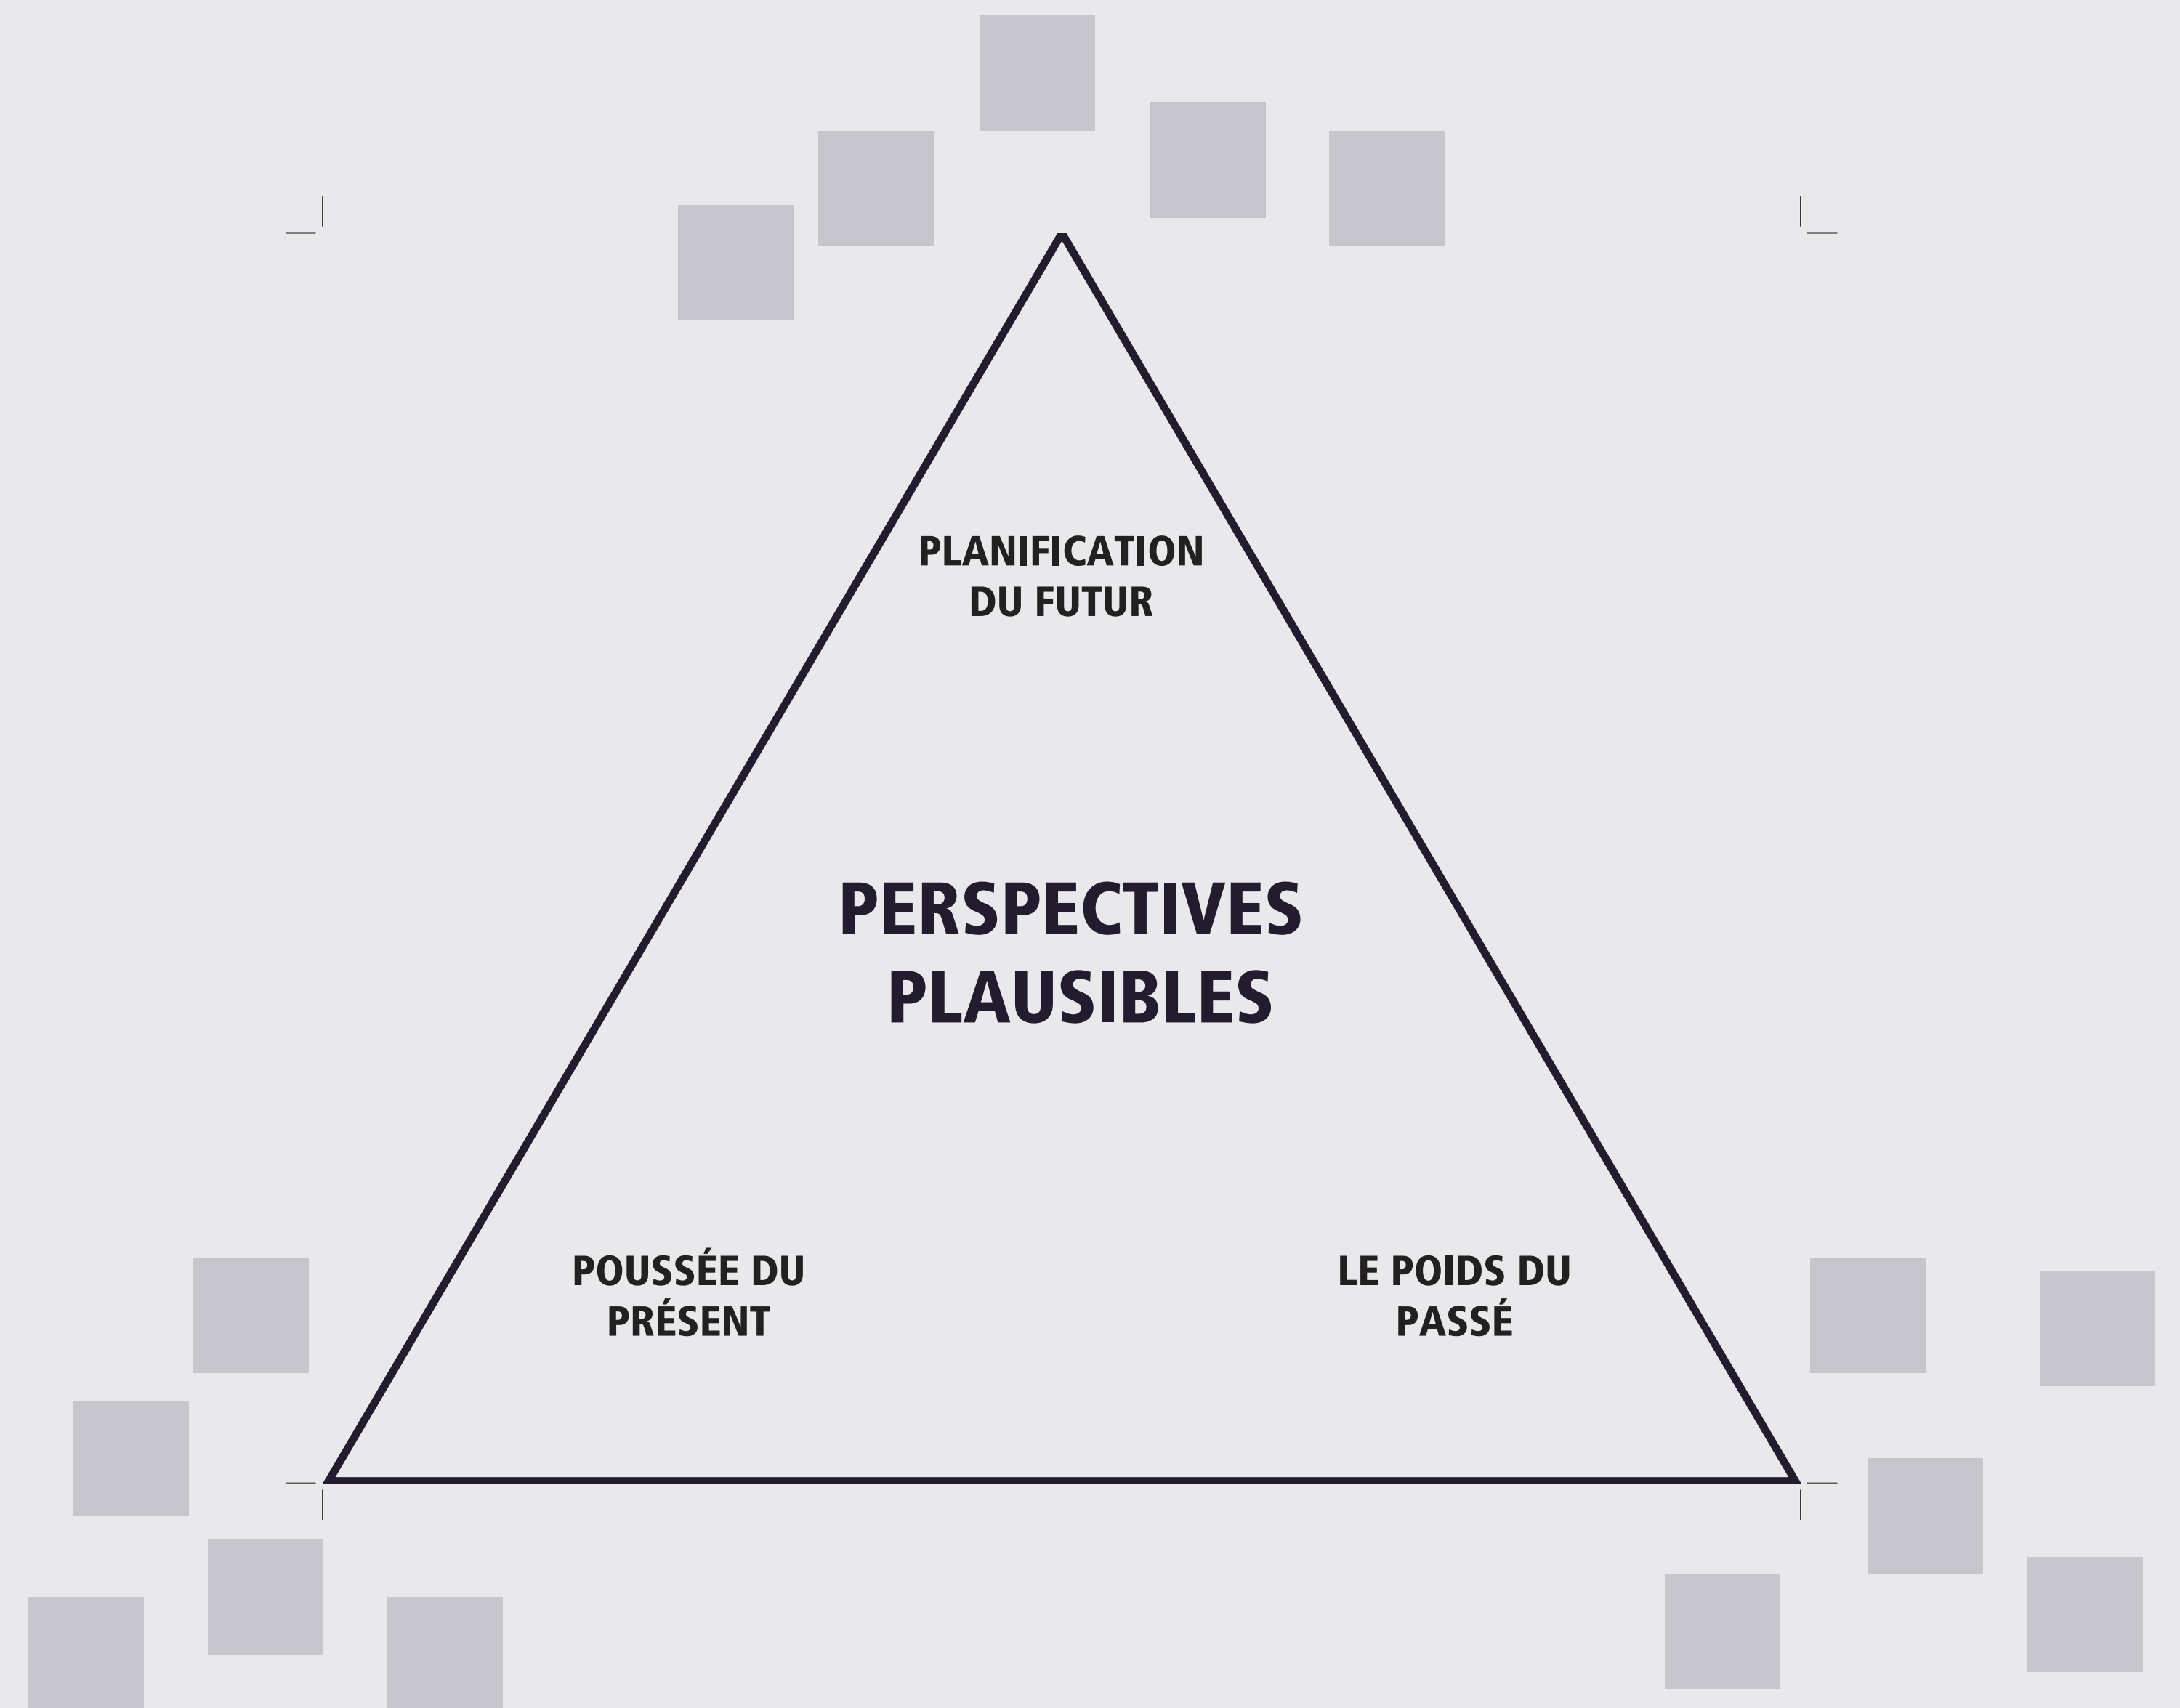 PLANIFICATION
DU FUTUR
PERSPECTIVES
PLAUSIBLES
POUSSÉE DU
PRÉSENT
LE POIDS DU
PASSÉ